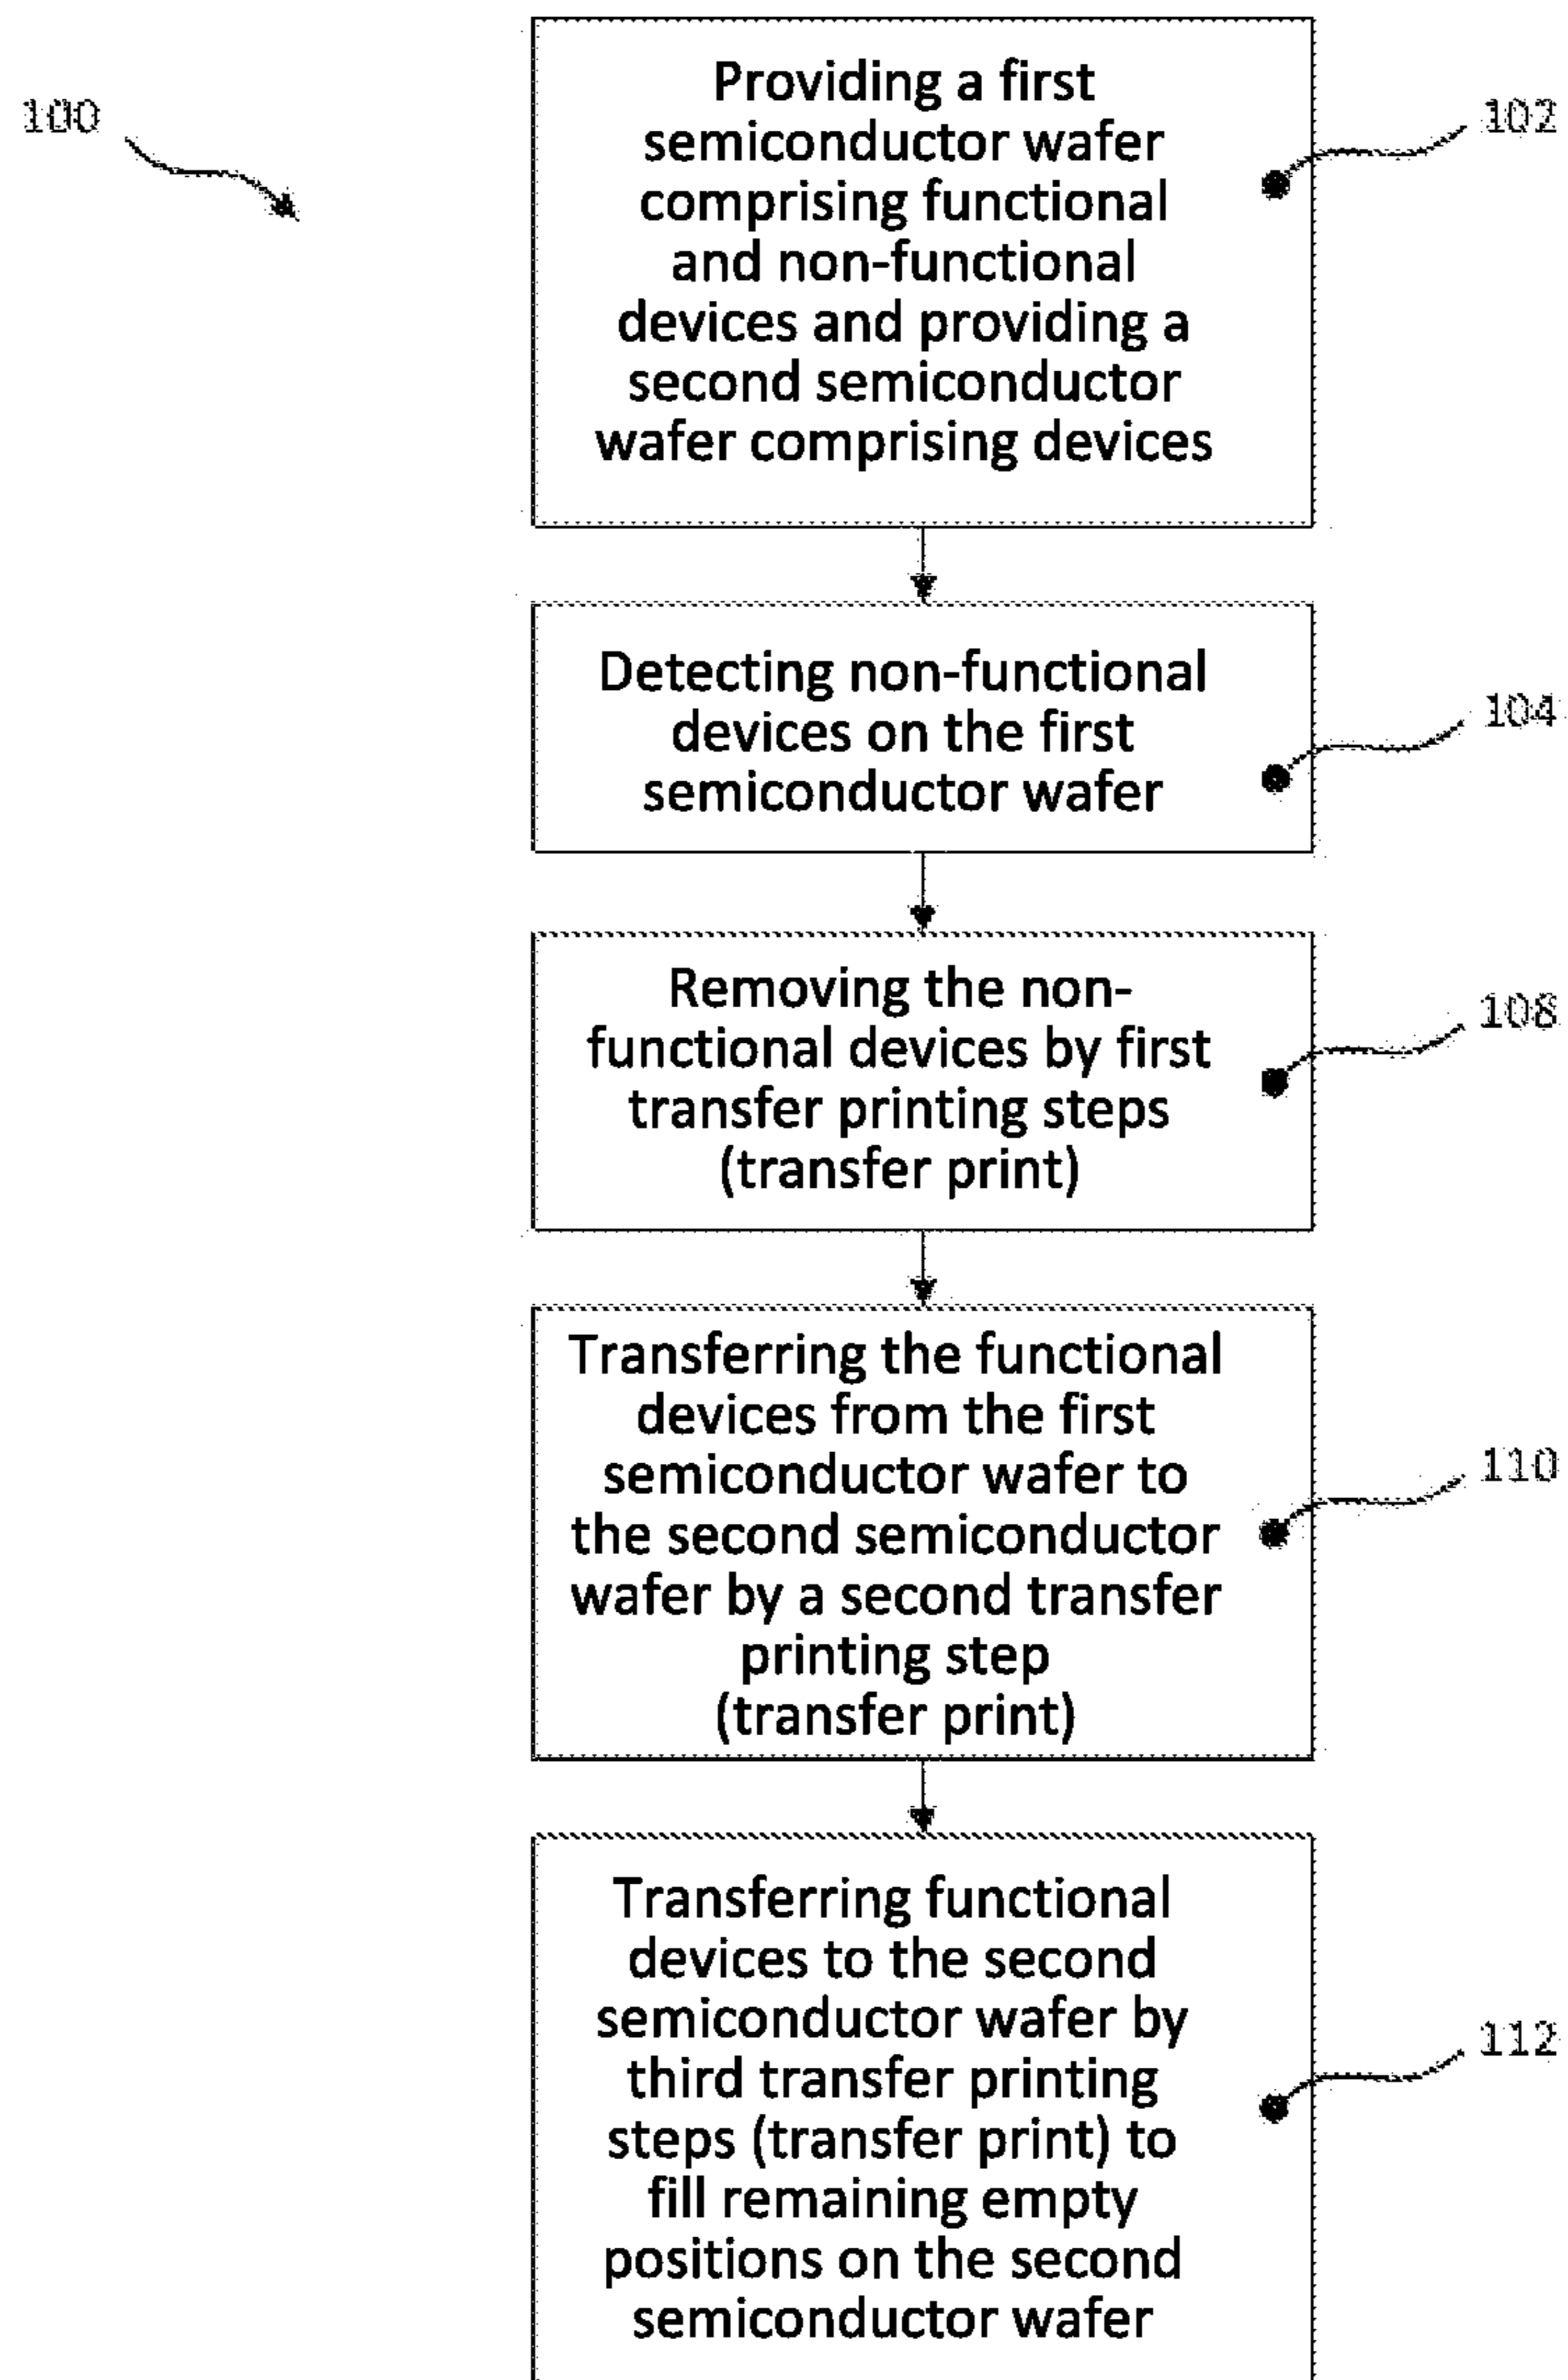 100
Providing a first
semiconductor wafer
comprising functional
and non-functional
devices and providing a
second semiconductor
wafer comprising devices
102
Detecting non-functional
devices on the first
semiconductor wafer
104
Removing the non-
functional devices by first
transfer printing steps
(transfer print)
108
Transferring the functional
devices from the first
semiconductor wafer to
the second semiconductor
wafer by a second transfer
printing step
(transfer print)
110
Transferring functional
devices to the second
semiconductor wafer by
third transfer printing
steps (transfer print) to
fill remaining empty
positions on the second
semiconductor wafer
112